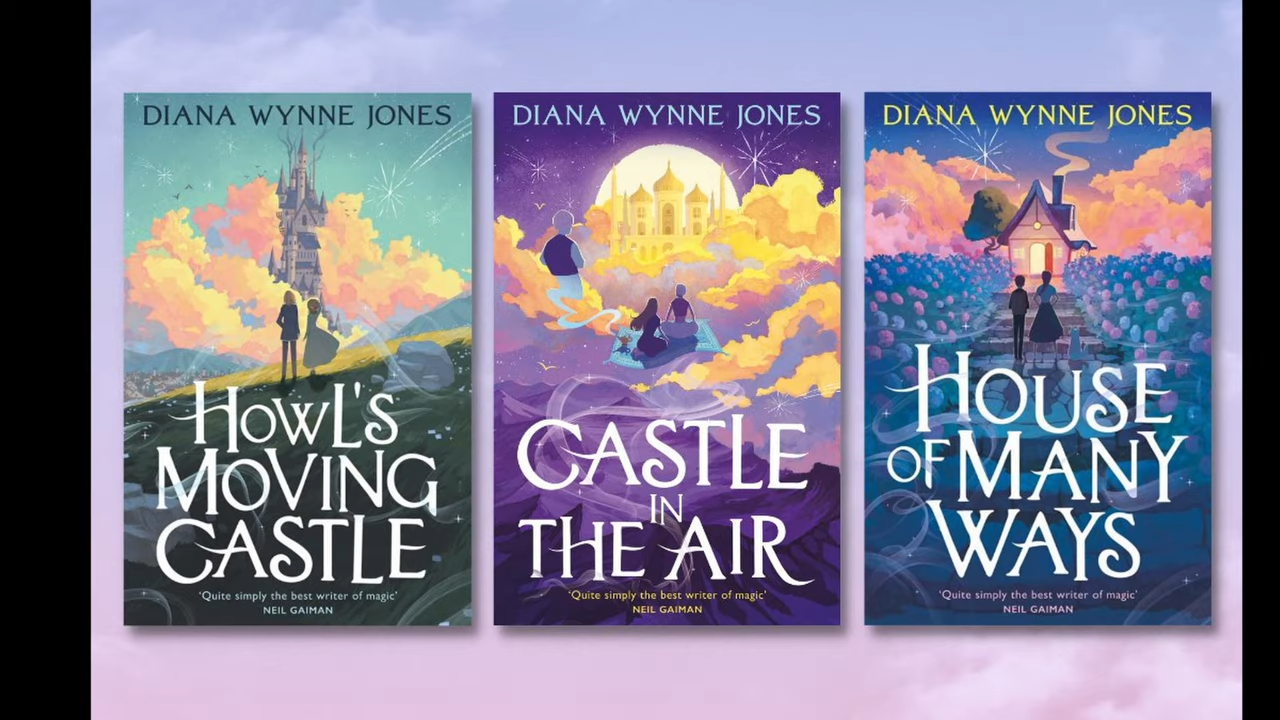 DIANA WYNNE JONES
HOWL'S
MOVING
CASTLE
'Quite simply the best writer of magic'
NEIL GAIMAN
DIANA WYNNE JONES
CASTLE
IN
THE AIR
'Quite simply the best writer of magic'
NEIL GAIMAN
DIANA WYNNE JONES
HOUSE
OF MANY
WAYS
'Quite simply the best writer of magic'
NEIL GAIMAN